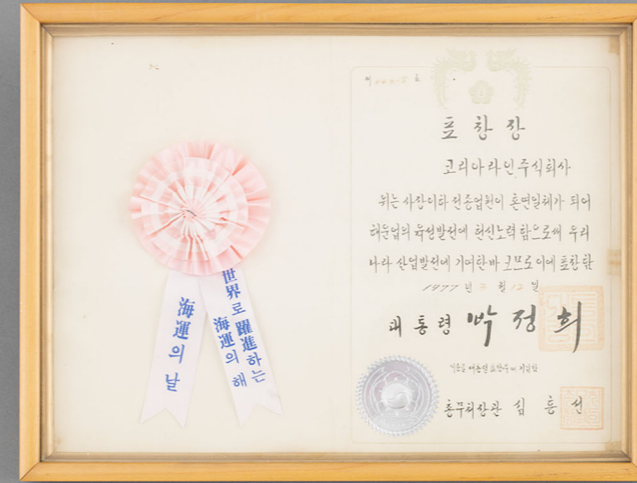 海運의 날
世界로 躍進하는
海運의 해
표창장
코리아라인주식회사
위는 사장이하 전종업원이 혼연일체가 되어
해운업의 육성발전에 헌신노력함으로써 우리
나라 산업발전에 기여한바 크므로 이에 표창함
1977년 3월 12일
대통령 박정희
총무처장관 심흥선